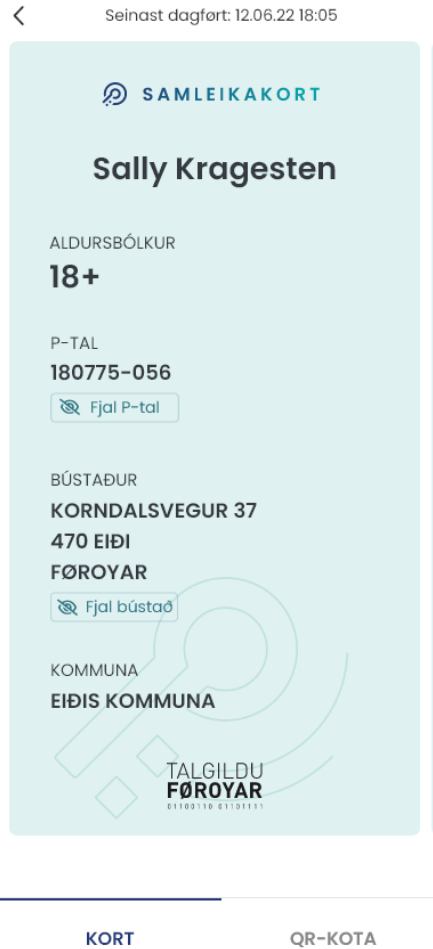 Seinast dagført: 12.06.22 18:05
SAMLEIKAKORT
Sally Kragesten
ALDURSBÓLKUR
18+
P-TAL
180775-056
Fjal P-tal
BÚSTAÐUR
KORNDALSVEGUR 37
470 EIÐI
FØROYAR
Fjal bústað
KOMMUNA
EIÐIS KOMMUNA
TALGILDU
FØROYAR
01100110 01101111
KORT
QR-KOTA